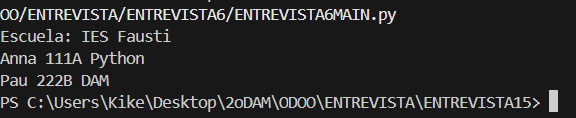 OO/ENTREVISTA/ENTREVISTA6/ENTREVISTA6MAIN.py
Escuela: IES Fausti
Anna 111A Python
Pau 222B DAM
PS C:\Users\Kike\Desktop\2oDAM\ODOO\ENTREVISTA\ENTREVISTA15>